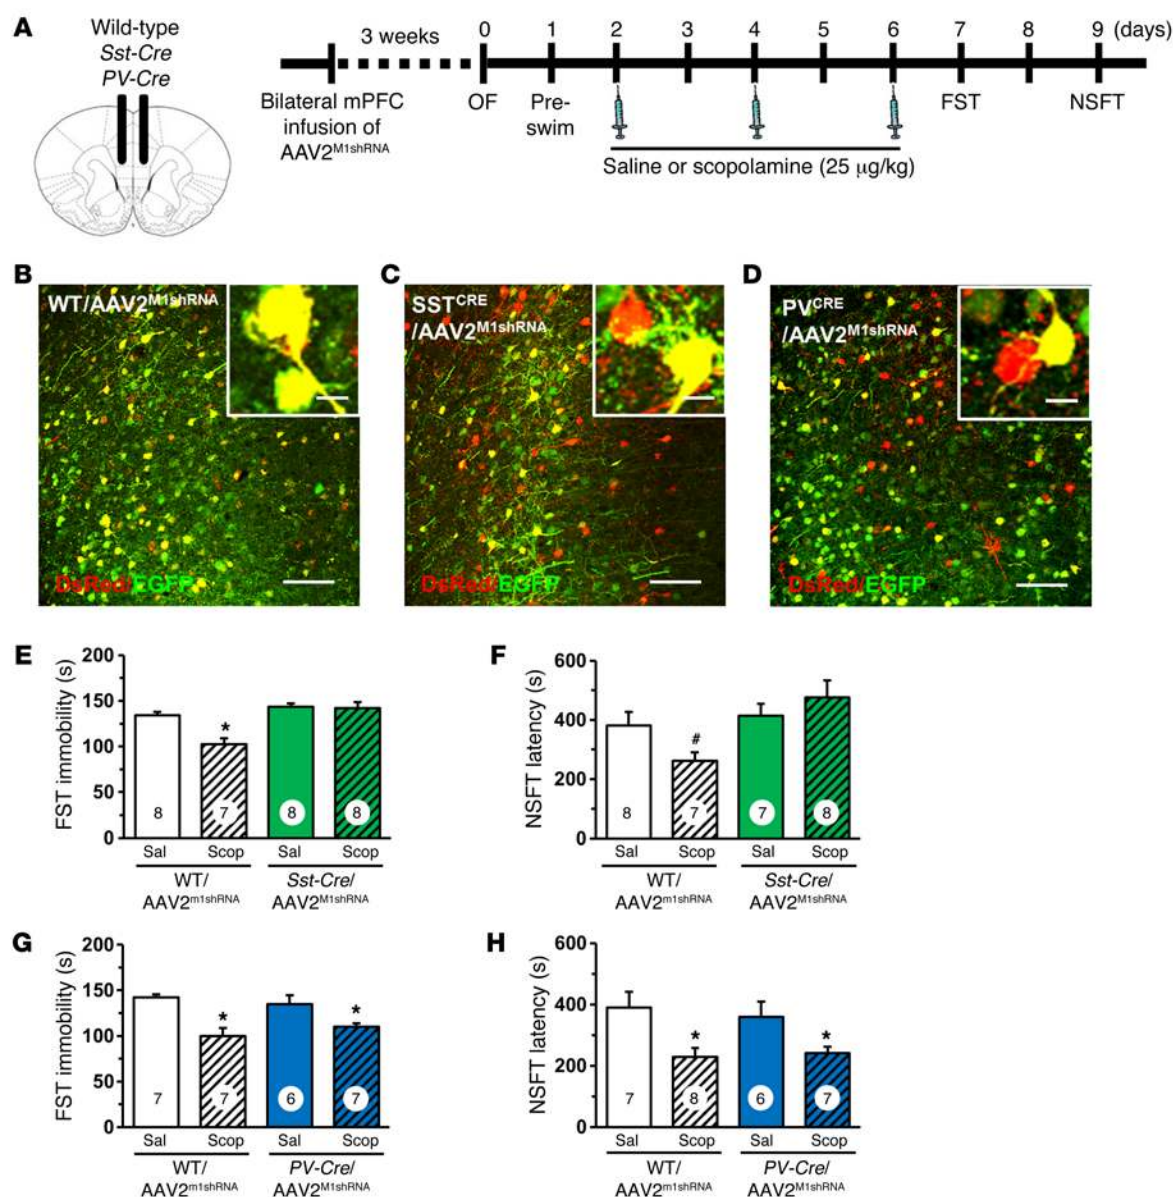 A
Wild-type
Sst-Cre
PV-Cre
3 weeks
0 1 2 3 4 5 6 7 8 9 (days)
Bilateral mPFC
infusion of
AAV2M1shRNA
OF
Pre-
swim
FST
NSFT
Saline or scopolamine (25 μg/kg)
B
WT/AAV2M1shRNA
DsRed/EGFP
C
SSTCRE
/AAV2M1shRNA
DsRed/EGFP
D
PVCRE
/AAV2M1shRNA
DsRed/EGFP
E
FST immobility (s)
200
150
100
50
0
*
8 7 8 8
Sal Scop Sal Scop
WT/ Sst-Cre/
AAV2m1shRNA AAV2M1shRNA
F
NSFT latency (s)
600
400
200
0
#
8 7 7 8
Sal Scop Sal Scop
WT/ Sst-Cre/
AAV2m1shRNA AAV2M1shRNA
G
FST immobility (s)
200
150
100
50
0
* *
7 7 6 7
Sal Scop Sal Scop
WT/ PV-Cre/
AAV2m1shRNA AAV2M1shRNA
H
NSFT latency (s)
600
400
200
0
* *
7 8 6 7
Sal Scop Sal Scop
WT/ PV-Cre/
AAV2m1shRNA AAV2M1shRNA